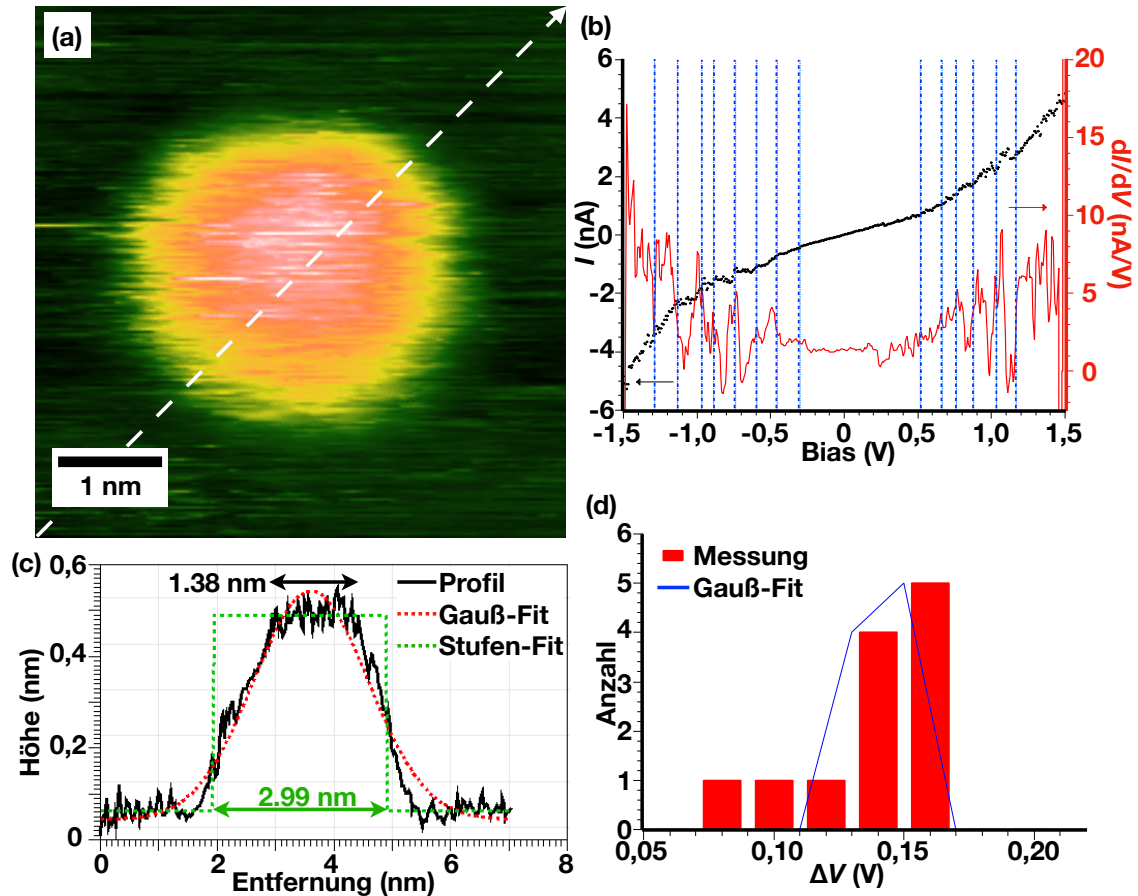 (a)
1 nm
(b)
6
4
2
0
-2
-4
-6
I (nA)
20
15
10
5
0
dI/dV (nA/V)
-1,5 -1,0 -0,5 0 0,5 1,0 1,5
Bias (V)
(c)
0,6
0,4
0,2
0
Höhe (nm)
1.38 nm
Profil
Gauß-Fit
Stufen-Fit
2.99 nm
0 2 4 6 8
Entfernung (nm)
(d)
6
5
4
3
2
1
0
Anzahl
Messung
Gauß-Fit
0,05 0,10 0,15 0,20
ΔV (V)